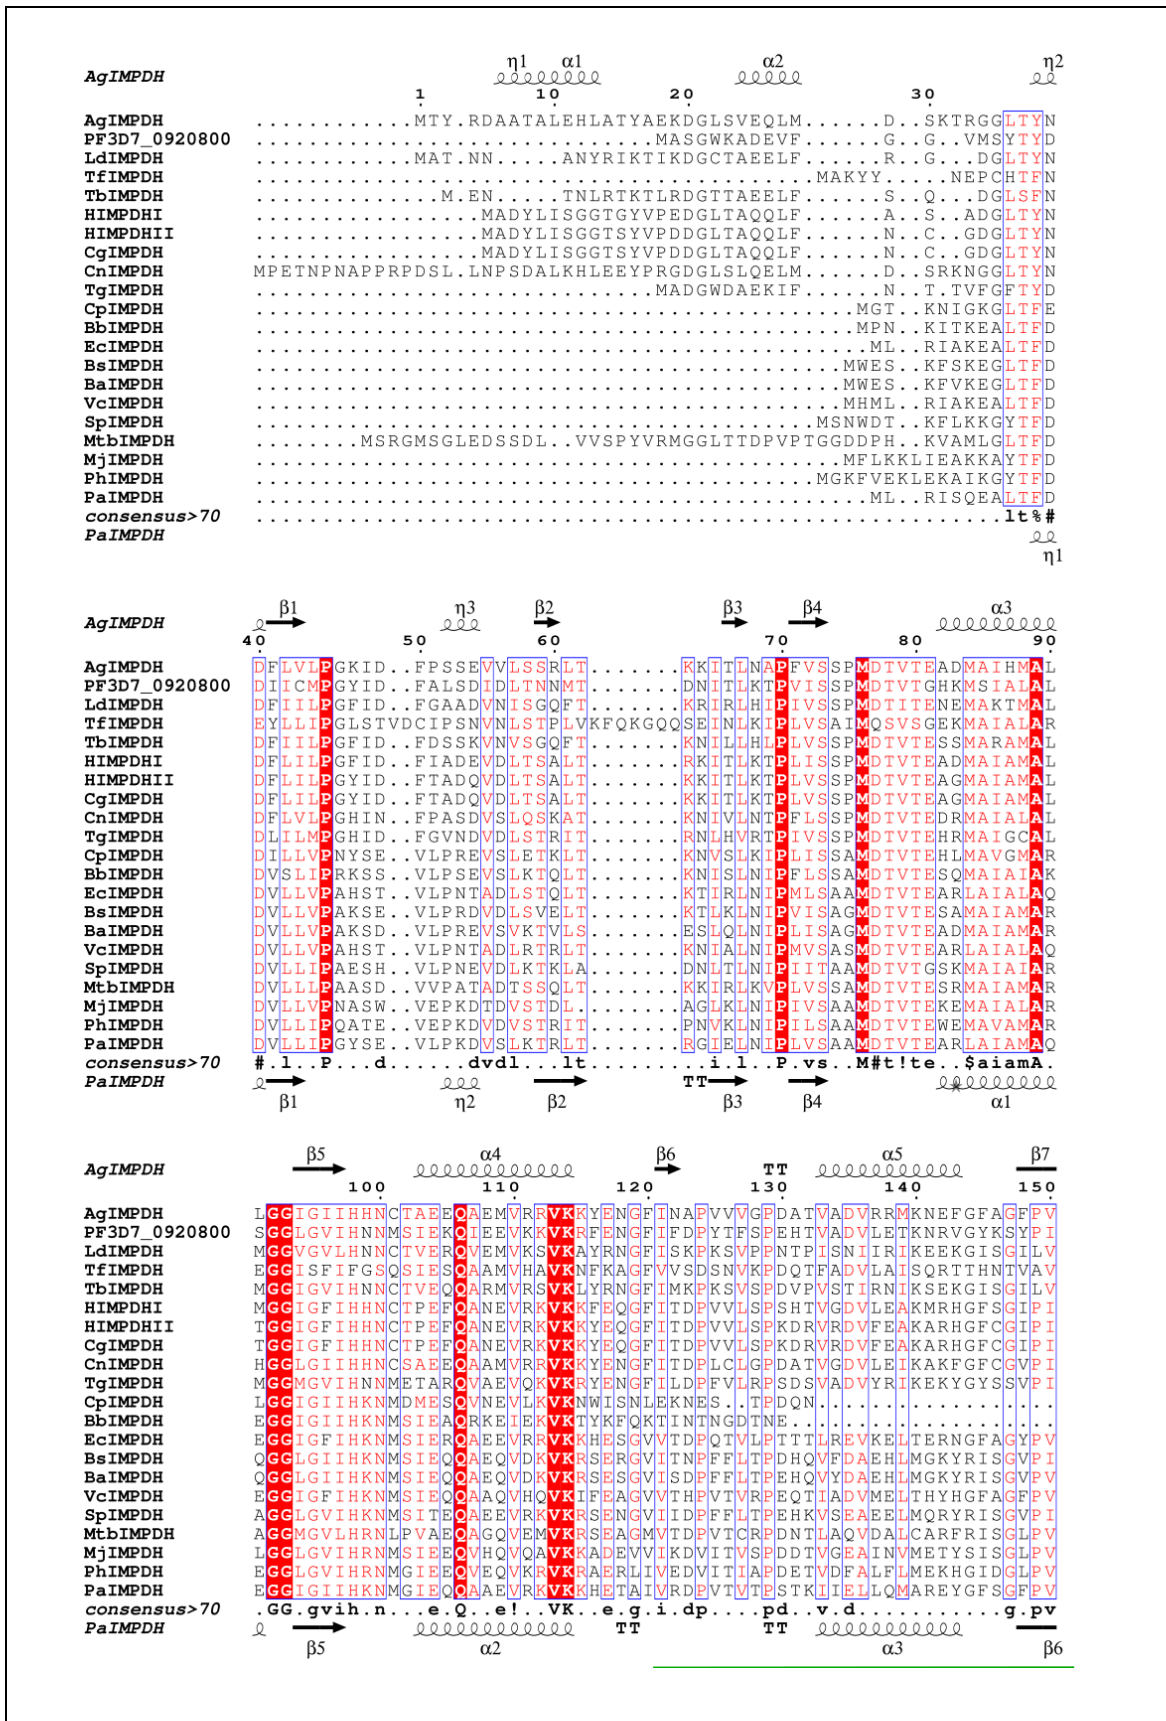 η1 α1 α2 η2
AgIMPDH
1 10 20 30
AgIMPDH ............MTY.RDAATALEHLATYAEKDGLSVEQLM......D..SKTRGGLTYN
PF3D7_0920800 ..............................MASGWKADEVF......G..G..VMSYTYD
LdIMPDH ............MAT.NN.....ANYRIKTIKDGCTAEELF......R..G...DGLTYN
TfIMPDH ..........................................MAKYY.....NEPCHTFN
TbIMPDH ..............M.EN.....TNLRTKTLRDGTTAEELF......S..Q...DGLSFN
HIMPDHI .................MADYLISGGTGYVPEDGLTAQQLF......A..S..ADGLTYN
HIMPDHII .................MADYLISGGTSYVPDDGLTAQQLF......N..C..GDGLTYN
CgIMPDH .................MADYLISGGTSYVPDDGLTAQQLF......N..C..GDGLTYN
CnIMPDH MPETNPNAPPRPDSL.LNPSDALKHLEEYPRGDGLSLQELM......D..SRKNGGLTYN
TgIMPDH ..............................MADGWDAEKIF......N..T.TVFGFTYD
CpIMPDH .............................................MGT..KNIGKGLTFE
BbIMPDH .............................................MPN..KITKEALTFD
EcIMPDH ..............................................ML..RIAKEALTFD
BsIMPDH ............................................MWES..KFSKEGLTFD
BaIMPDH ............................................MWES..KFVKEGLTFD
VcIMPDH ............................................MHML..RIAKEALTFD
SpIMPDH ..........................................MSNWDT..KFLKKGYTFD
MtbIMPDH ........MSRGMSGLEDSSDL..VVSPYVRMGGLTTDPVPTGGDDPH..KVAMLGLTFD
MjIMPDH ............................................MFLKKLIEAKKAYTFD
PhIMPDH ..........................................MGKFVEKLEKAIKGYTFD
PaIMPDH ..............................................ML..RISQEALTFD
consensus>70 ........................................................lt%#
PaIMPDH
η1
β1 η3 β2 β3 β4 α3
AgIMPDH
40 50 60 70 80 90
AgIMPDH DFLVLPGKID..FPSSEVVLSSRLT.......KKITLNAPFVSSPMDTVTEADMAIHMAL
PF3D7_0920800 DIICMPGYID..FALSDIDLTNNMT.......DNITLKTPVISSPMDTVTGHKMSIALAL
LdIMPDH DFIILPGFID..FGAADVNISGQFT.......KRIRLHIPIVSSPMDTITENEMAKTMAL
TfIMPDH EYLLIPGLSTVDCIPSNVNLSTPLVKFQKGQQSEINLKIPLVSAIMQSVSGEKMAIALAR
TbIMPDH DFIILPGFID..FDSSKVNVSGQFT.......KNILLHLPLVSSPMDTVTESSMARAMAL
HIMPDHI DFLILPGFID..FIADEVDLTSALT.......RKITLKTPLISSPMDTVTEADMAIAMAL
HIMPDHII DFLILPGYID..FTADQVDLTSALT.......KKITLKTPLVSSPMDTVTEAGMAIAMAL
CgIMPDH DFLILPGYID..FTADQVDLTSALT.......KKITLKTPLVSSPMDTVTEAGMAIAMAL
CnIMPDH DFLVLPGHIN..FPASDVSLQSKAT.......KNIVLNTPFLSSPMDTVTEDRMAIALAL
TgIMPDH DLILMPGHID..FGVNDVDLSTRIT.......RNLHVRTPIVSSPMDTVTEHRMAIGCAL
CpIMPDH DILLVPNYSE..VLPREVSLETKLT.......KNVSLKIPLISSAMDTVTEHLMAVGMAR
BbIMPDH DVSLIPRKSS..VLPSEVSLKTQLT.......KNISLNIPFLSSAMDTVTESQMAIAIAK
EcIMPDH DVLLVPAHST..VLPNTADLSTQLT.......KTIRLNIPMLSAAMDTVTEARLAIALAQ
BsIMPDH DVLLVPAKSE..VLPRDVDLSVELT.......KTLKLNIPVISAGMDTVTESAMAIAMAR
BaIMPDH DVLLVPAKSD..VLPREVSVKTVLS.......ESLQLNIPLISAGMDTVTEADMAIAMAR
VcIMPDH DVLLVPAHST..VLPNTADLRTRLT.......KNIALNIPMVSASMDTVTEARLAIALAQ
SpIMPDH DVLLIPAESH..VLPNEVDLKTKLA.......DNLTLNIPIITAAMDTVTGSKMAIAIAR
MtbIMPDH DVLLLPAASD..VVPATADTSSQLT.......KKIRLKVPLVSSAMDTVTESRMAIAMAR
MjIMPDH DVLLVPNASW..VEPKDTDVSTDL........AGLKLNIPIVSAAMDTVTEKEMAIALAR
PhIMPDH DVLLIPQATE..VEPKDVDVSTRIT.......PNVKLNIPILSAAMDTVTEWEMAVAMAR
PaIMPDH DVLLIPGYSE..VLPKDVSLKTRLT.......RGIELNIPLVSAAMDTVTEARLAIAMAQ
consensus>70 #.l..P...d......dvdl..lt.........i.l..P.vs..M#t!te..$aiamA.
PaIMPDH
TT
β1 η2 β2 β3 β4 α1
β5 α4 β6 TT α5 β7
AgIMPDH
100 110 120 130 140 150
AgIMPDH LGGIGIIHHNCTAEEQAEMVRRVKKYENGFINAPVVVGPDATVADVRRMKNEFGFAGFPV
PF3D7_0920800 SGGLGVIHNNMSIEKQIEEVKKVKRFENGFIFDPYTFSPEHTVADVLETKNRVGYKSYPI
LdIMPDH MGGVGVLHNNCTVERQVEMVKSVKAYRNGFISKPKSVPPNTPISNIIRIKEEKGISGILV
TfIMPDH EGGISFIFGSQSIESQAAMVHAVKNFKAGFVVSDSNVKPDQTFADVLAISQRTTHNTVAV
TbIMPDH MGGIGVIHNNCTVEQQARMVRSVKLYRNGFIMKPKSVSPDVPVSTIRNIKSEKGISGILV
HIMPDHI MGGIGFIHHNCTPEFQANEVRKVKKFEQGFITDPVVLSPSHTVGDVLEAKMRHGFSGIPI
HIMPDHII TGGIGFIHHNCTPEFQANEVRKVKKYEQGFITDPVVLSPKDRVRDVFEAKARHGFCGIPI
CgIMPDH TGGIGFIHHNCTPEFQANEVRKVKKYEQGFITDPVVLSPKDRVRDVFEAKARHGFCGIPI
CnIMPDH HGGLGIIHHNCSAEEQAAMVRRVKKYENGFITDPLCLGPDATVGDVLEIKAKFGFCGVPI
TgIMPDH MGGMGVIHNNMETARQVAEVQKVKRYENGFILDPFVLRPSDSVADVYRIKEKYGYSSVPI
CpIMPDH LGGIGIIHKNMDMESQVNEVLKVKNWISNLEKNES..TPDQN..................
BbIMPDH EGGIGIIHKNMSIEAQRKEIEKVKTYKFQKTINTNGDTNE....................
EcIMPDH EGGIGFIHKNMSIERQAEEVRRVKKHESGVVTDPQTVLPTTTLREVKELTERNGFAGYPV
BsIMPDH QGGLGIIHKNMSIEQQAEQVDKVKRSERGVITNPFFLTPDHQVFDAEHLMGKYRISGVPI
BaIMPDH QGGLGIIHKNMSIEQQAEQVDKVKRSESGVISDPFFLTPEHQVYDAEHLMGKYRISGVPV
VcIMPDH EGGIGFIHKNMSIEQQAAQVHQVKIFEAGVVTHPVTVRPEQTIADVMELTHYHGFAGFPV
SpIMPDH AGGLGVIHKNMSITEQAEEVRKVKRSENGVIIDPFFLTPEHKVSEAEELMQRYRISGVPI
MtbIMPDH AGGMGVLHRNLPVAEQAGQVEMVKRSEAGMVTDPVTCRPDNTLAQVDALCARFRISGLPV
MjIMPDH LGGLGVIHRNMSIEEQVHQVQAVKKADEVVIKDVITVSPDDTVGEAINVMETYSISGLPV
PhIMPDH EGGLGVIHRNMGIEEQVEQVKRVKRAERLIVEDVITIAPDETVDFALFLMEKHGIDGLPV
PaIMPDH EGGIGIIHKNMGIEQQAAEVRKVKKHETAIVRDPVTVTPSTKIIELLQMAREYGFSGFPV
consensus>70 .GG.gvih.n....e.Q..e!..VK..e.g.i.dp....pd..v.d...........g.pv
PaIMPDH
TT TT
β5 α2 α3 β6